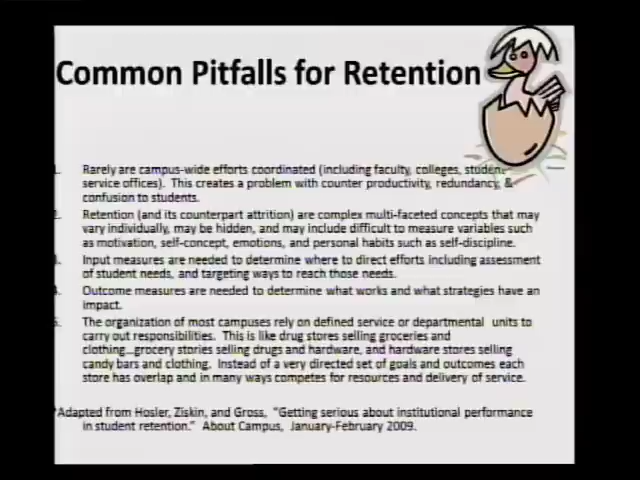 Common Pitfalls for Retention
1. Rarely are campus-wide efforts coordinated (including faculty, colleges, student
service offices). This creates a problem with counter productivity, redundancy, &
confusion to students.
2. Retention (and its counterpart attrition) are complex multi-faceted concepts that may
vary individually, may be hidden, and may include difficult to measure variables such
as motivation, self-concept, emotions, and personal habits such as self-discipline.
3. Input measures are needed to determine where to direct efforts including assessment
of student needs, and targeting ways to reach those needs.
4. Outcome measures are needed to determine what works and what strategies have an
impact.
5. The organization of most campuses rely on defined service or departmental units to
carry out responsibilities. This is like drug stores selling groceries and
clothing...grocery stories selling drugs and hardware, and hardware stores selling
candy bars and clothing. Instead of a very directed set of goals and outcomes each
store has overlap and in many ways competes for resources and delivery of service.
*Adapted from Hosler, Ziskin, and Gross, "Getting serious about institutional performance
in student retention." About Campus, January-February 2009.